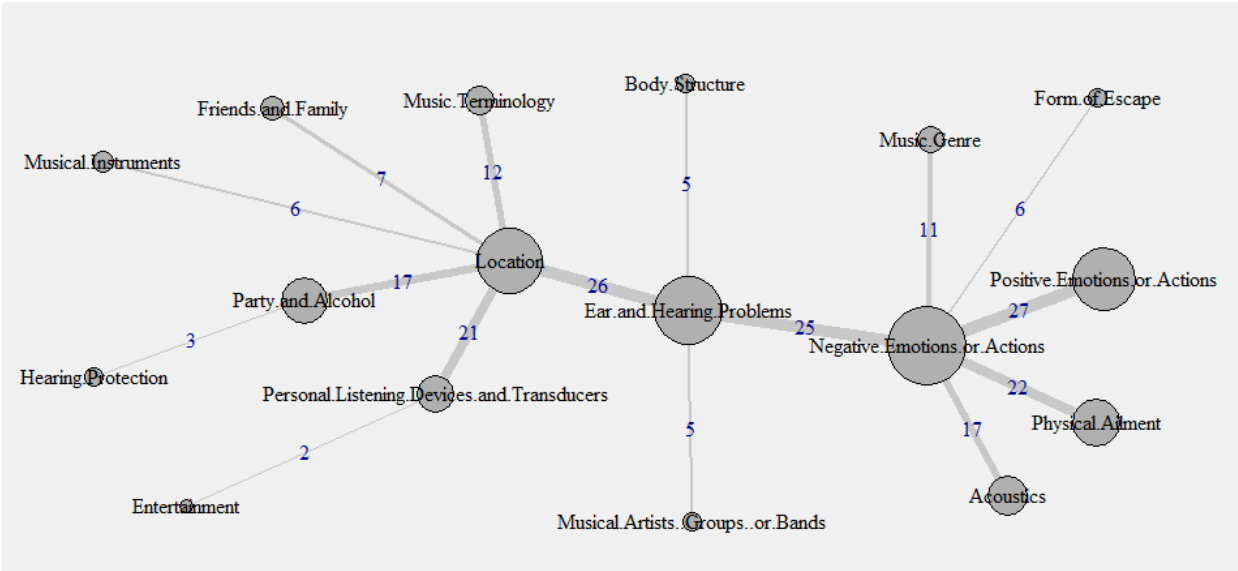 Body.Structure
Form.of.Escape
Music.Terminology
Friends.and.Family
Music.Genre
Musical.Instruments
12
7
5
6
6
11
Location
Positive.Emotions.or.Actions
17
26
Party.and.Alcohol
Ear.and.Hearing.Problems
27
25
21
3
Negative.Emotions.or.Actions
Hearing.Protection
22
Personal.Listening.Devices.and.Transducers
Physical.Ailment
5
17
2
Acoustics
Entertainment
Musical.Artists..Groups..or.Bands